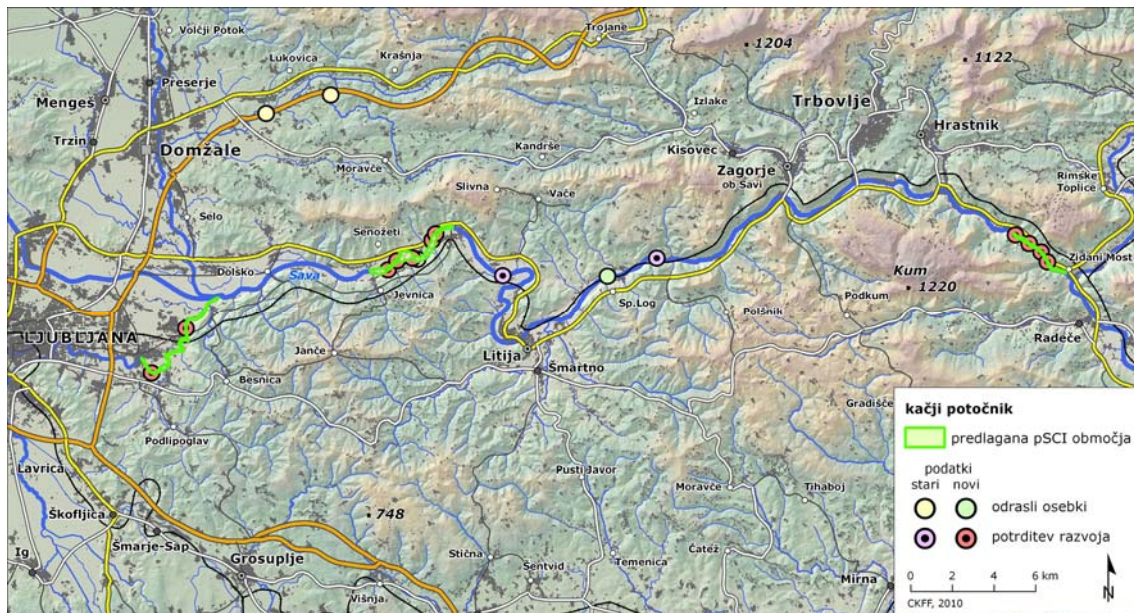 Volčji Potok
Trojane
1204
1122
Lukovica
Krašnja
Preserje
Mengeš
Trbovlje
Izlake
Hrastnik
Trzin
Domžale
Kandrše
Kisovec
Moravče
Zagorje
ob Savi
Rimske
Toplice
Slivna
Vače
Selo
Senožeti
Dolsko
Sava
Zidani Most
Kum
1220
Jevnica
Sp.Log
Podkum
Polšnik
LJUBLJANA
Radeče
Janče
Litija
Šmartno
Besnica
Gradišče
Podlipoglav
Lavrica
Pusti Javor
Moravče
Tihaboj
748
Škofljica
Šmarje-Sap
Ig
Grosuplje
Stična
Čatež
Temenica
Šentvid
Višnja
Mirna
kačji potočnik
predlagana pSCI območja
podatki
stari novi
odrasli osebki
potrditev razvoja
0 2 4 6 km
CKFF, 2010
N